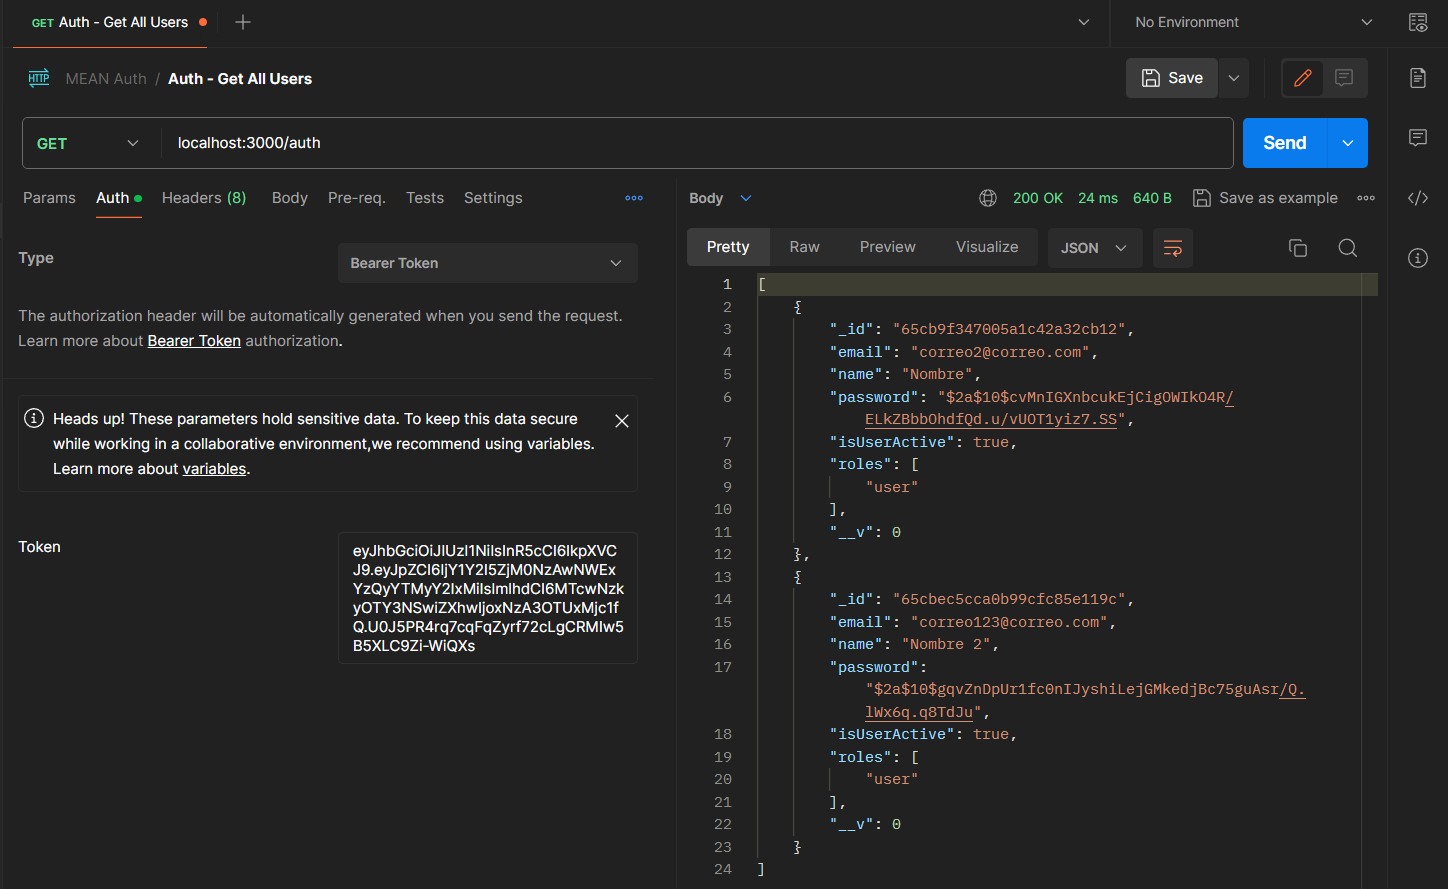 GET Auth - Get All Users
No Environment
HTTP MEAN Auth / Auth - Get All Users
Save
GET localhost:3000/auth
Send
Params Auth Headers (8) Body Pre-req. Tests Settings
Type
Bearer Token
The authorization header will be automatically generated when you send the request.
Learn more about Bearer Token authorization.
Heads up! These parameters hold sensitive data. To keep this data secure
while working in a collaborative environment,we recommend using variables.
Learn more about variables.
Token
eyJhbGciOiJIUzI1NiIsInR5cCI6IkpXVC
J9.eyJpZCI6IjY1Y2I5ZjM0NzAwNWEx
YzQyYTMyY2IxMiIsImlhdCI6MTcwNzk
yOTY3NSwiZXhwIjoxNzA3OTUxMjc1f
Q.U0J5PR4rq7cqFqZyrf72cLgCRMIw5
B5XLC9Zi-WiQXs
Body
200 OK 24 ms 640 B Save as example
Pretty Raw Preview Visualize JSON
1 [
2 {
3 "_id": "65cb9f347005a1c42a32cb12",
4 "email": "correo2@correo.com",
5 "name": "Nombre",
6 "password": "$2a$10$cvMnIGXnbcukEjCigOWIkO4R/
ELkZBbbOhdfQd.u/vUOT1yiz7.SS",
7 "isUserActive": true,
8 "roles": [
9 "user"
10 ],
11 "__v": 0
12 },
13 {
14 "_id": "65cbec5cca0b99cfc85e119c",
15 "email": "correo123@correo.com",
16 "name": "Nombre 2",
17 "password":
"$2a$10$gqvZnDpUr1fc0nIJyshiLejGMkedjBc75guAsr/Q.
lWx6q.q8TdJu",
18 "isUserActive": true,
19 "roles": [
20 "user"
21 ],
22 "__v": 0
23 }
24 ]